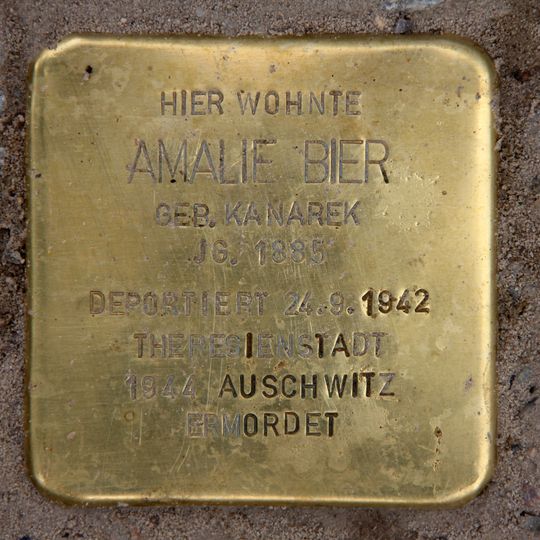 HIER WOHNTE
AMALIE BIER
GEB. KANAREK
JG. 1885
DEPORTIERT 24.9.1942
THERESIENSTADT
1944 AUSCHWITZ
ERMORDET